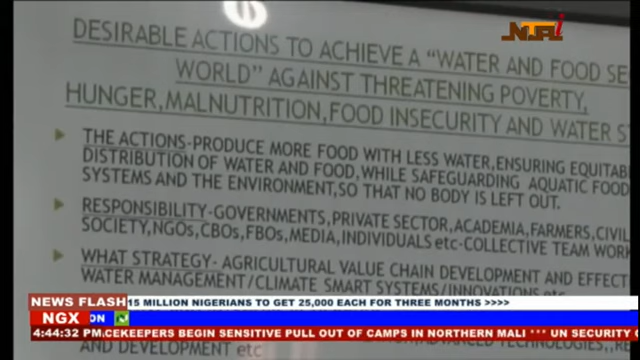 NTAi
DESIRABLE ACTIONS TO ACHIEVE A "WATER AND FOOD SE
WORLD" AGAINST THREATENING POVERTY,
HUNGER,MALNUTRITION,FOOD INSECURITY AND WATER S
THE ACTIONS-PRODUCE MORE FOOD WITH LESS WATER,ENSURING EQUITAB
DISTRIBUTION OF WATER AND FOOD,WHILE SAFEGUARDING AQUATIC FOOD
SYSTEMS AND THE ENVIRONMENT,SO THAT NO BODY IS LEFT OUT.
RESPONSIBILITY-GOVERNMENTS,PRIVATE SECTOR,ACADEMIA,FARMERS,CIVIL
SOCIETY,NGOs,CBOs,FBOs,MEDIA,INDIVIDUALS etc-COLLECTIVE TEAM WORK
WHAT STRATEGY- AGRICULTURAL VALUE CHAIN DEVELOPMENT AND EFFECT
WATER MANAGEMENT/CLIMATE SMART SYSTEMS/INNOVATIONS etc
NEWS FLASH 15 MILLION NIGERIANS TO GET 25,000 EACH FOR THREE MONTHS >>>>
NGX ON
4:44:32 PM. CEKEEPERS BEGIN SENSITIVE PULL OUT OF CAMPS IN NORTHERN MALI *** UN SECURITY
AND DEVELOPMENT etc